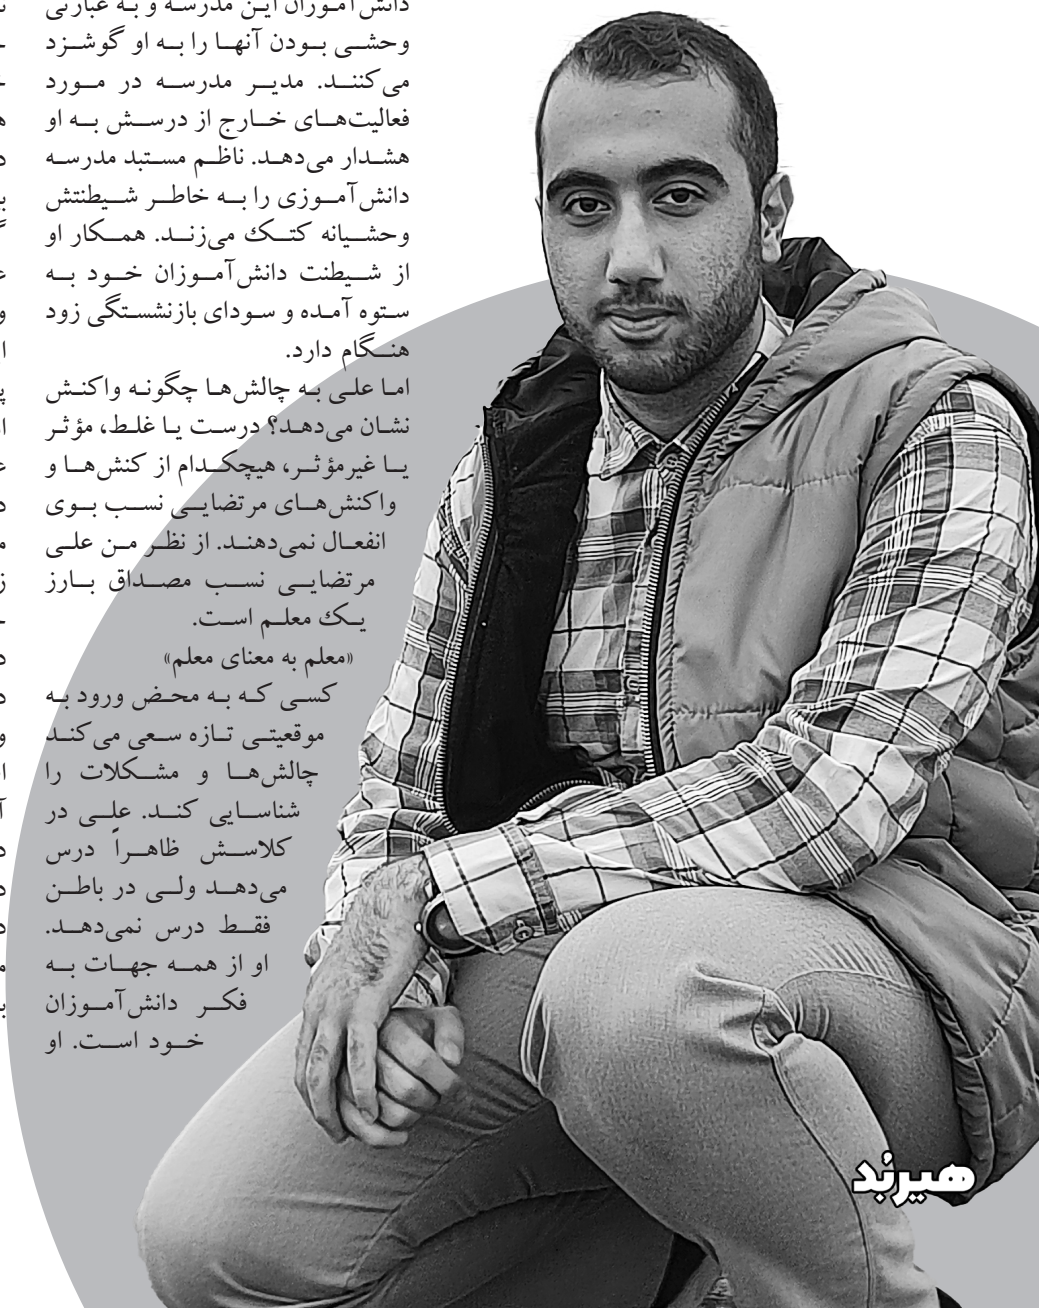 دانش‌آموزان این مدرسه و به عبارتی
وحشی بودن آنها را به او گوشزد
می‌کنند. مدیر مدرسه در مورد
فعالیت‌های خارج از درسش به او
هشدار می‌دهد. ناظم مستبد مدرسه
دانش‌آموزی را به خاطر شیطنتش
وحشیانه کتک می‌زند. همکار او
از شیطنت دانش‌آموزان خود به
ستوه آمده و سودای بازنشستگی زود
هنگام دارد.
اما علی به چالش‌ها چگونه واکنش
نشان می‌دهد؟ درست یا غلط، مؤثر
یا غیرمؤثر، هیچکدام از کنش‌ها و
واکنش‌های مرتضایی نسب بوی
انفعال نمی‌دهند. از نظر من علی
مرتضایی نسب مصداق بارز
یک معلم است.
«معلم به معنای معلم»
کسی که به محض ورود به
موقعیتی تازه سعی می‌کند
چالش‌ها و مشکلات را
شناسایی کند. علی در
کلاسش ظاهراً درس
می‌دهد ولی در باطن
فقط درس نمی‌دهد.
او از همه جهات به
فکر دانش‌آموزان
خود است. او
هیربُد